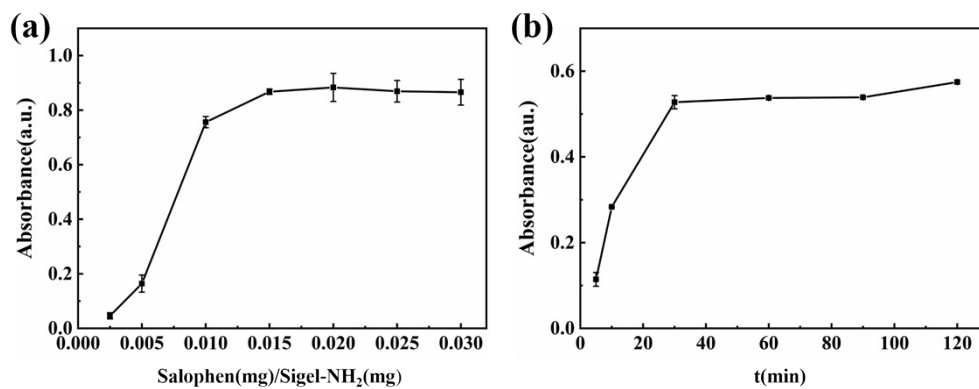 (a)
Absorbance(a.u.)
1.0
0.8
0.6
0.4
0.2
0.0
0.000 0.005 0.010 0.015 0.020 0.025 0.030
Salophen(mg)/Sigel-NH₂(mg)
(b)
Absorbance(au.)
0.6
0.4
0.2
0.0
0 20 40 60 80 100 120
t(min)